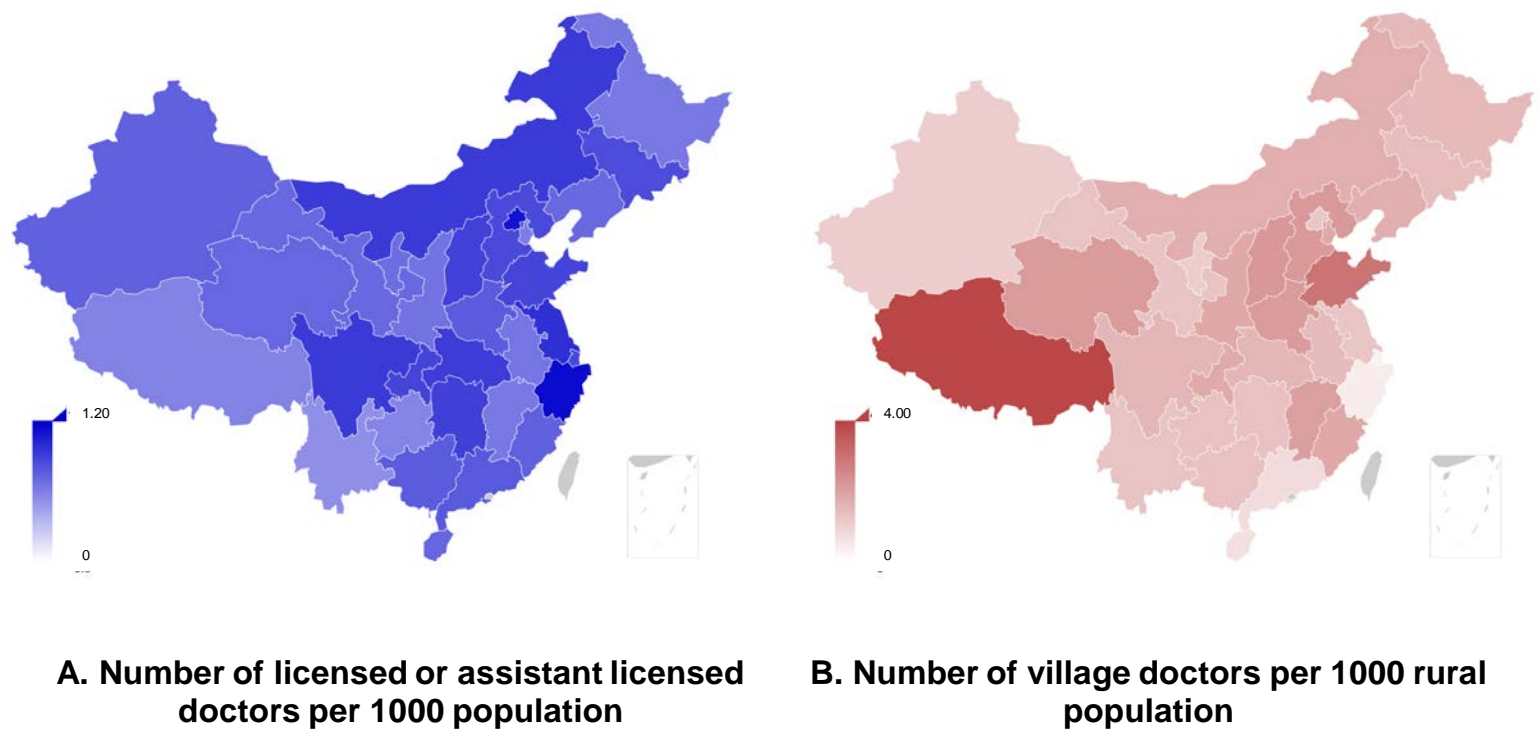 1.20
0
4.00
0
A. Number of licensed or assistant licensed
doctors per 1000 population
B. Number of village doctors per 1000 rural
population